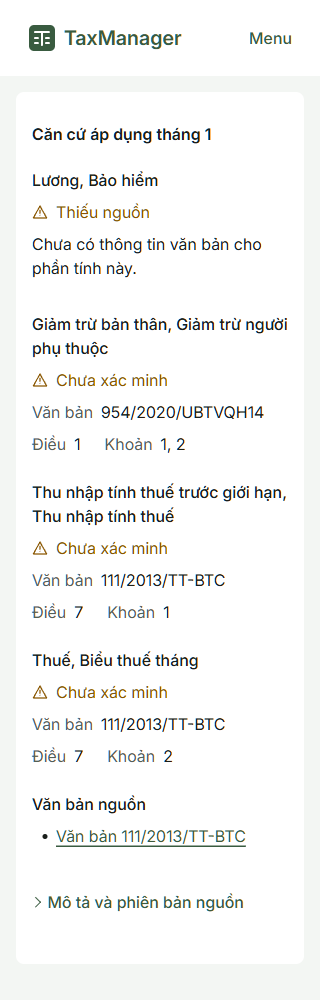 TaxManager
Menu
Căn cứ áp dụng tháng 1
Lương, Bảo hiểm
Thiếu nguồn
Chưa có thông tin văn bản cho
phần tính này.
Giảm trừ bản thân, Giảm trừ người
phụ thuộc
Chưa xác minh
Văn bản 954/2020/UBTVQH14
Điều 1 Khoản 1, 2
Thu nhập tính thuế trước giới hạn,
Thu nhập tính thuế
Chưa xác minh
Văn bản 111/2013/TT-BTC
Điều 7 Khoản 1
Thuế, Biểu thuế tháng
Chưa xác minh
Văn bản 111/2013/TT-BTC
Điều 7 Khoản 2
Văn bản nguồn
• Văn bản 111/2013/TT-BTC
Mô tả và phiên bản nguồn